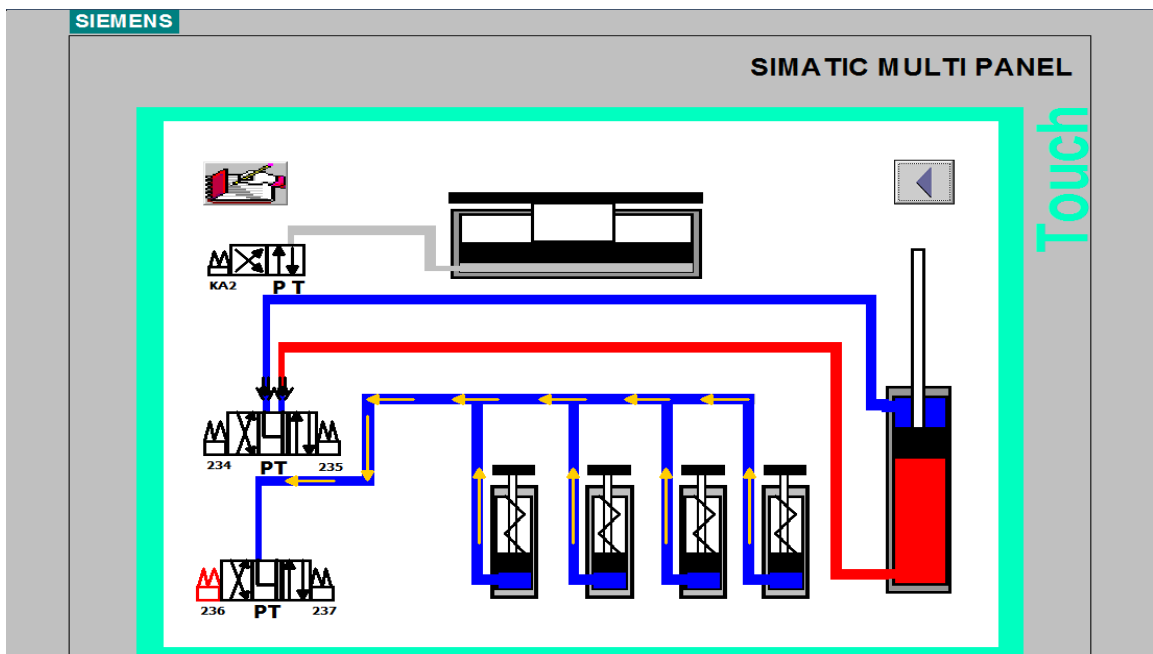 SIEMENS
SIMATIC MULTI PANEL
Touch
KA2
P T
234
PT
235
236
PT
237